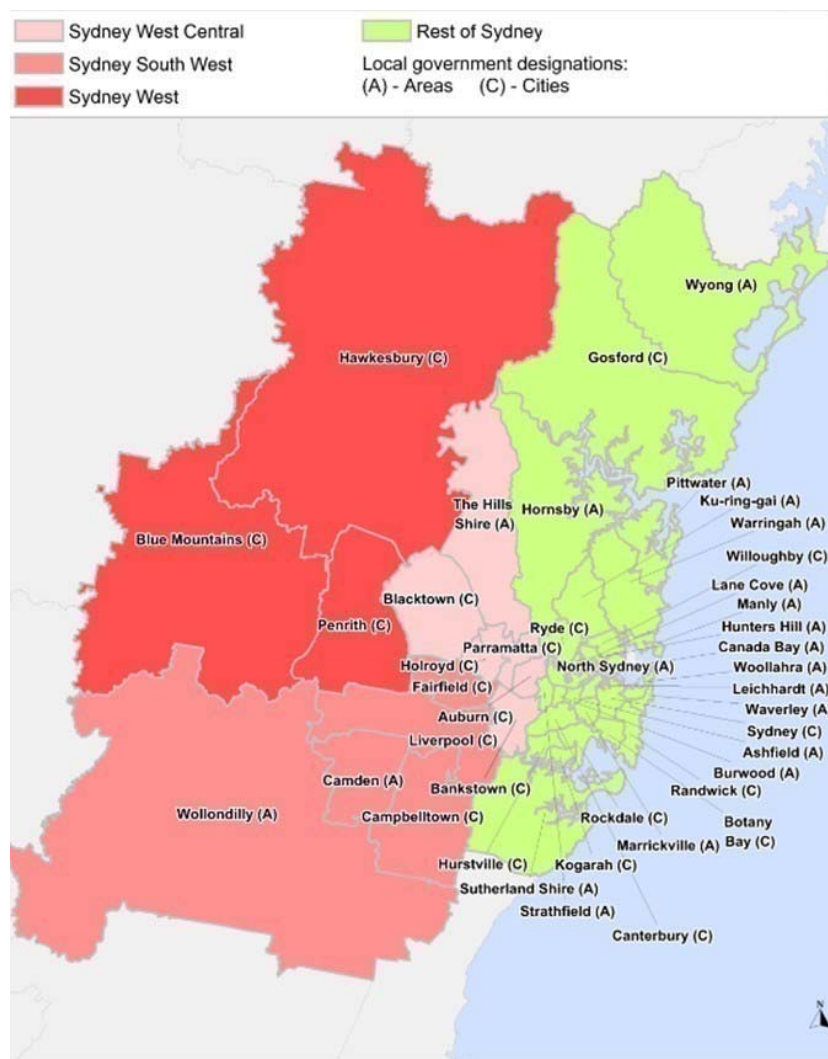 Sydney West Central
Rest of Sydney
Sydney South West
Local government designations:
(A) - Areas (C) - Cities
Sydney West
Wyong (A)
Hawkesbury (C)
Gosford (C)
Pittwater (A)
Ku-ring-gai (A)
The Hills
Shire (A)
Hornsby (A)
Warringah (A)
Blue Mountains (C)
Willoughby (C)
Lane Cove (A)
Blacktown (C)
Manly (A)
Penrith (C)
Ryde (C)
Hunters Hill (A)
Parramatta (C)
Canada Bay (A)
Holroyd (C)
North Sydney (A)
Woollahra (A)
Fairfield (C)
Leichhardt (A)
Waverley (A)
Auburn (C)
Sydney (C)
Liverpool (C)
Ashfield (A)
Camden (A)
Burwood (A)
Bankstown (C)
Randwick (C)
Wollondilly (A)
Campbelltown (C)
Rockdale (C)
Botany
Bay (C)
Marrickville (A)
Hurstville (C)
Kogarah (C)
Sutherland Shire (A)
Strathfield (A)
Canterbury (C)
N